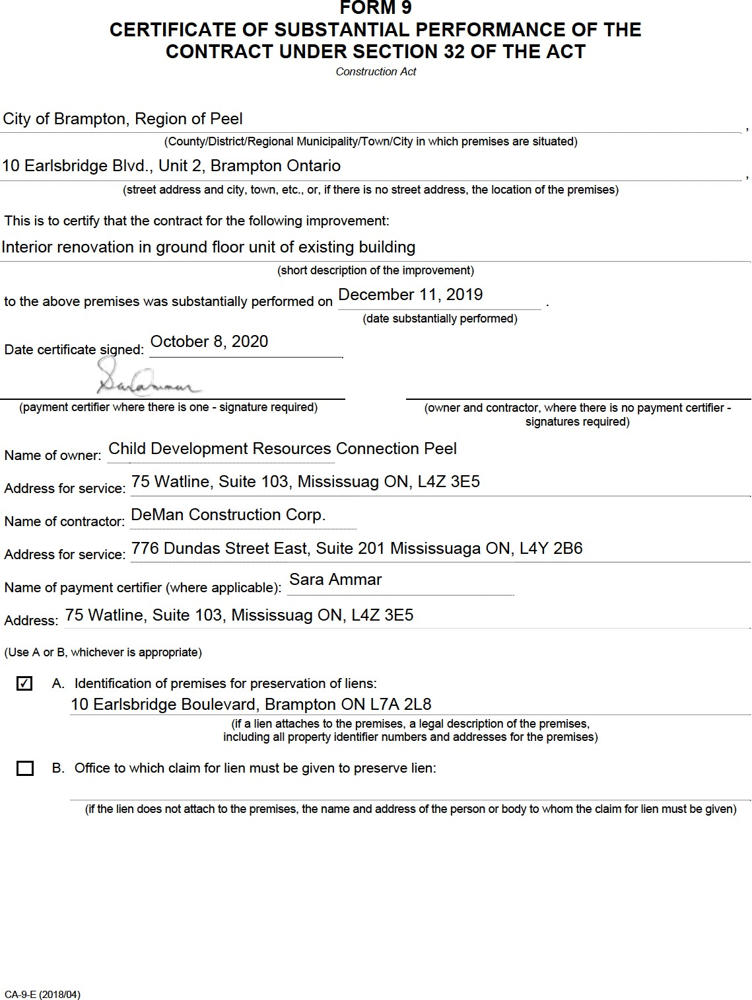 FORM 9
CERTIFICATE OF SUBSTANTIAL PERFORMANCE OF THE
CONTRACT UNDER SECTION 32 OF THE ACT
Construction Act
City of Brampton, Region of Peel ,
(County/District/Regional Municipality/Town/City in which premises are situated)
10 Earlsbridge Blvd., Unit 2, Brampton Ontario ,
(street address and city, town, etc., or, if there is no street address, the location of the premises)
This is to certify that the contract for the following improvement:
Interior renovation in ground floor unit of existing building
(short description of the improvement)
to the above premises was substantially performed on December 11, 2019 .
(date substantially performed)
Date certificate signed: October 8, 2020 .
Sara Ammar
(payment certifier where there is one - signature required)
(owner and contractor, where there is no payment certifier -
signatures required)
Name of owner: Child Development Resources Connection Peel
Address for service: 75 Watline, Suite 103, Mississuag ON, L4Z 3E5
Name of contractor: DeMan Construction Corp.
Address for service: 776 Dundas Street East, Suite 201 Mississuaga ON, L4Y 2B6
Name of payment certifier (where applicable): Sara Ammar
Address: 75 Watline, Suite 103, Mississuag ON, L4Z 3E5
(Use A or B, whichever is appropriate)
✓ A. Identification of premises for preservation of liens:
10 Earlsbridge Boulevard, Brampton ON L7A 2L8
(if a lien attaches to the premises, a legal description of the premises,
including all property identifier numbers and addresses for the premises)
B. Office to which claim for lien must be given to preserve lien:
(if the lien does not attach to the premises, the name and address of the person or body to whom the claim for lien must be given)
CA-9-E (2018/04)